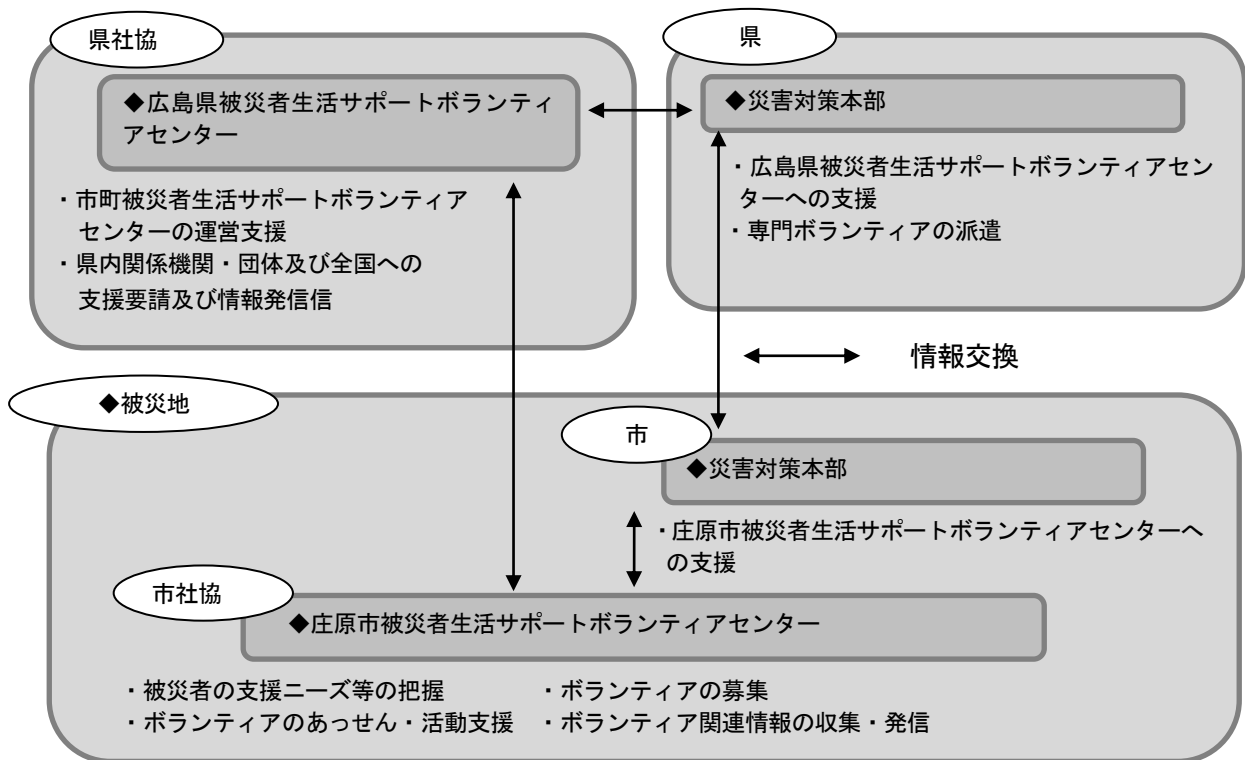 県社協
◆広島県被災者生活サポートボランティ
アセンター
・市町被災者生活サポートボランティア
センターの運営支援
・県内関係機関・団体及び全国への
支援要請及び情報発信信
県
◆災害対策本部
・広島県被災者生活サポートボランティアセン
ターへの支援
・専門ボランティアの派遣
情報交換
◆被災地
市
◆災害対策本部
・庄原市被災者生活サポートボランティアセンターへ
の支援
市社協
◆庄原市被災者生活サポートボランティアセンター
・被災者の支援ニーズ等の把握
・ボランティアの募集
・ボランティアのあっせん・活動支援
・ボランティア関連情報の収集・発信